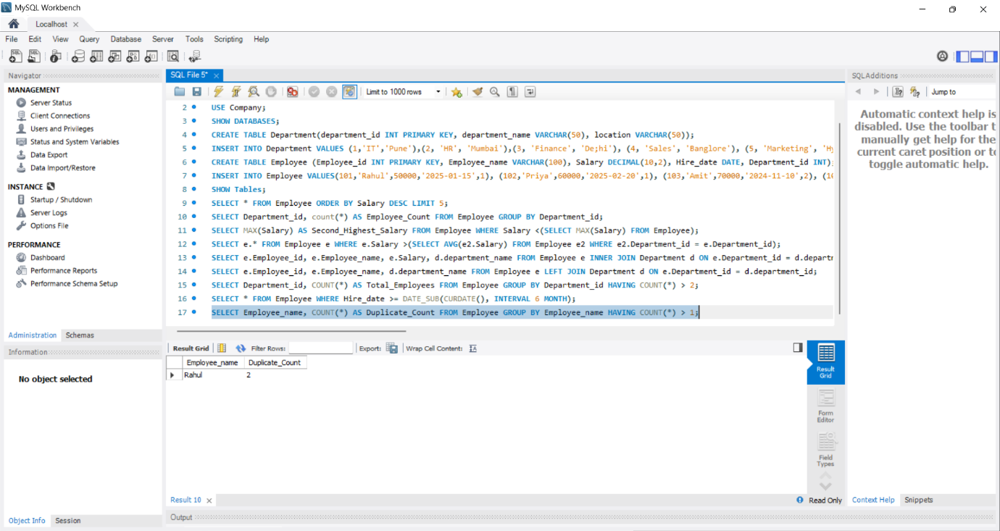 MySQL Workbench
Localhost
File Edit View Query Database Server Tools Scripting Help
Navigator
MANAGEMENT
Server Status
Client Connections
Users and Privileges
Status and System Variables
Data Export
Data Import/Restore
INSTANCE
Startup / Shutdown
Server Logs
Options File
PERFORMANCE
Dashboard
Performance Reports
Performance Schema Setup
Administration Schemas
Information
No object selected
Object Info Session
SQL File 5*
Limit to 1000 rows
2 USE Company;
3 SHOW DATABASES;
4 CREATE TABLE Department(department_id INT PRIMARY KEY, department_name VARCHAR(50), location VARCHAR(50));
5 INSERT INTO Department VALUES (1,'IT','Pune'),(2, 'HR', 'Mumbai'),(3, 'Finance', 'De;hi'), (4, 'Sales', 'Banglore'), (5, 'Marketing', 'Hy
6 CREATE TABLE Employee (Employee_id INT PRIMARY KEY, Employee_name VARCHAR(100), Salary DECIMAL(10,2), Hire_date DATE, Department_id INT)
7 INSERT INTO Employee VALUES(101,'Rahul',50000,'2025-01-15',1), (102,'Priya',60000,'2025-02-20',1), (103,'Amit',70000,'2024-11-10',2), (10
8 SHOW Tables;
9 SELECT * FROM Employee ORDER BY Salary DESC LIMIT 5;
10 SELECT Department_id, count(*) AS Employee_Count FROM Employee GROUP BY Department_id;
11 SELECT MAX(Salary) AS Second_Highest_Salary FROM Employee WHERE Salary <(SELECT MAX(Salary) FROM Employee);
12 SELECT e.* FROM Employee e WHERE e.Salary >(SELECT AVG(e2.Salary) FROM Employee e2 WHERE e2.Department_id = e.Department_id);
13 SELECT e.Employee_id, e.Employee_name, e.Salary, d.department_name FROM Employee e INNER JOIN Department d ON e.Department_id = d.depart
14 SELECT e.Employee_id, e.Employee_name, d.department_name FROM Employee e LEFT JOIN Department d ON e.Department_id = d.department_id;
15 SELECT Department_id, COUNT(*) AS Total_Employees FROM Employee GROUP BY Department_id HAVING COUNT(*) > 2;
16 SELECT * FROM Employee WHERE Hire_date >= DATE_SUB(CURDATE(), INTERVAL 6 MONTH);
17 SELECT Employee_name, COUNT(*) AS Duplicate_Count FROM Employee GROUP BY Employee_name HAVING COUNT(*) > 1;
Result Grid Filter Rows: Export: Wrap Cell Content:
Employee_name Duplicate_Count
Rahul 2
Result
Grid
Form
Editor
Field
Types
Result 10
Read Only
Output
SQLAdditions
Jump to
Automatic context help is
disabled. Use the toolbar t
manually get help for the
current caret position or to
toggle automatic help.
Context Help Snippets